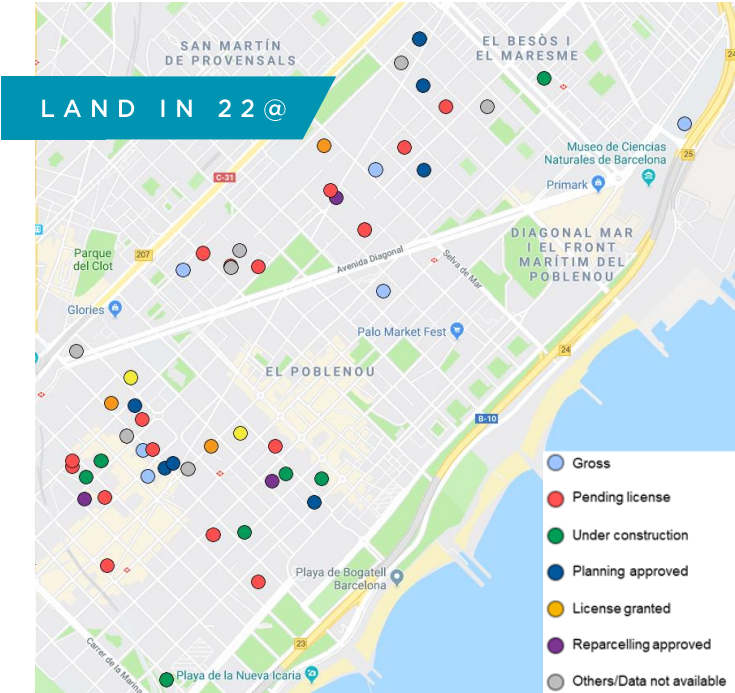 SAN MARTÍN
DE PROVENSALS
EL BESÒS I
EL MARESME
24
LAND IN 22@
Museo de Ciencias
Naturales de Barcelona
25
C-31
Primark
DIAGONAL MAR
I EL FRONT
MARÍTIM DEL
POBLENOU
Parque
del Clot
207
Avenida Diagonal
Selva de Mar
Glories
Palo Market Fest
24
EL POBLENOU
B-10
Gross
Pending license
Under construction
Planning approved
License granted
Reparcelling approved
Others/Data not available
Playa de Bogatell
Barcelona
23
Carrer de la Marina
Playa de la Nueva Icaria